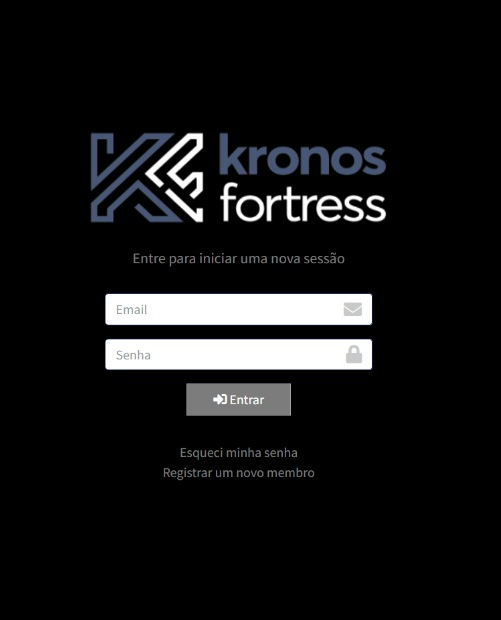 kronos
fortress
Entre para iniciar uma nova sessão
Email
Senha
Entrar
Esqueci minha senha
Registrar um novo membro